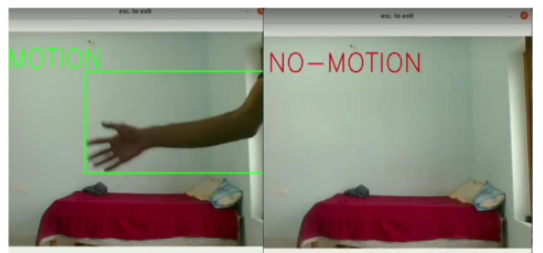 esc. to exit
MOTION
esc. to exit
NO-MOTION